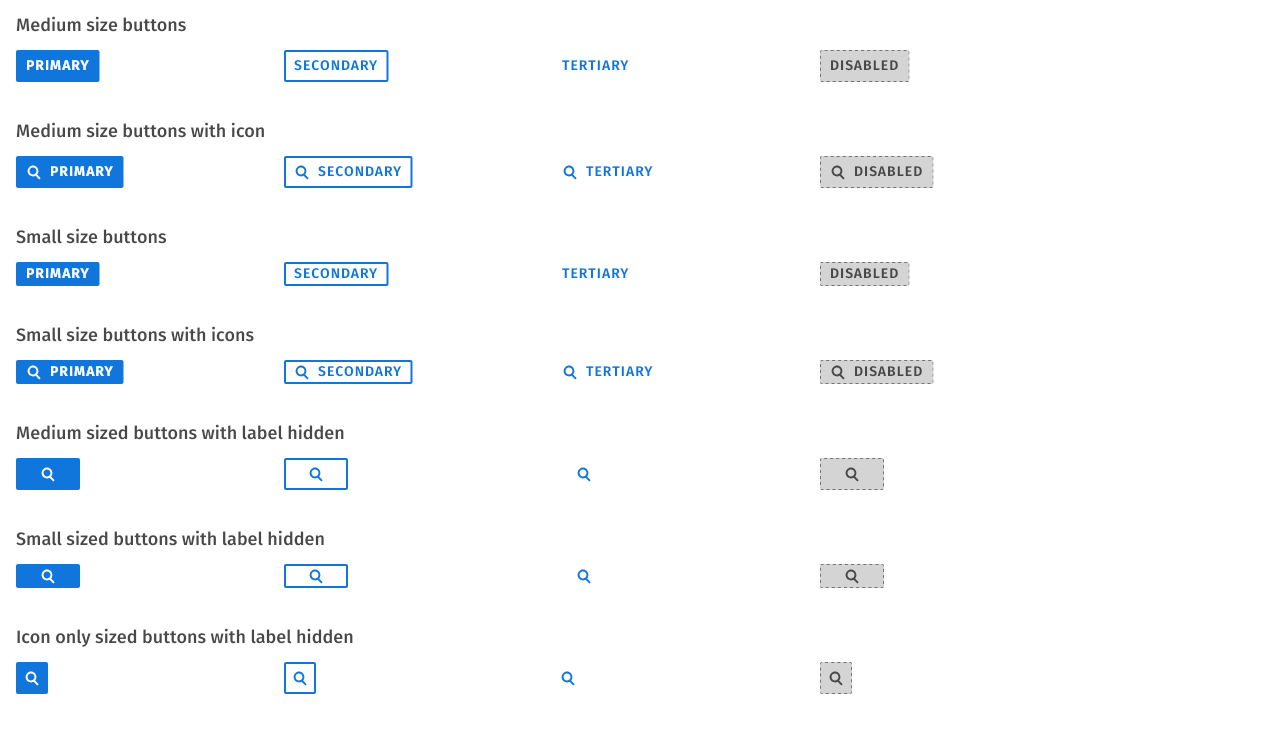 Medium size buttons
PRIMARY SECONDARY TERTIARY DISABLED
Medium size buttons with icon
PRIMARY SECONDARY TERTIARY DISABLED
Small size buttons
PRIMARY SECONDARY TERTIARY DISABLED
Small size buttons with icons
PRIMARY SECONDARY TERTIARY DISABLED
Medium sized buttons with label hidden
Small sized buttons with label hidden
Icon only sized buttons with label hidden